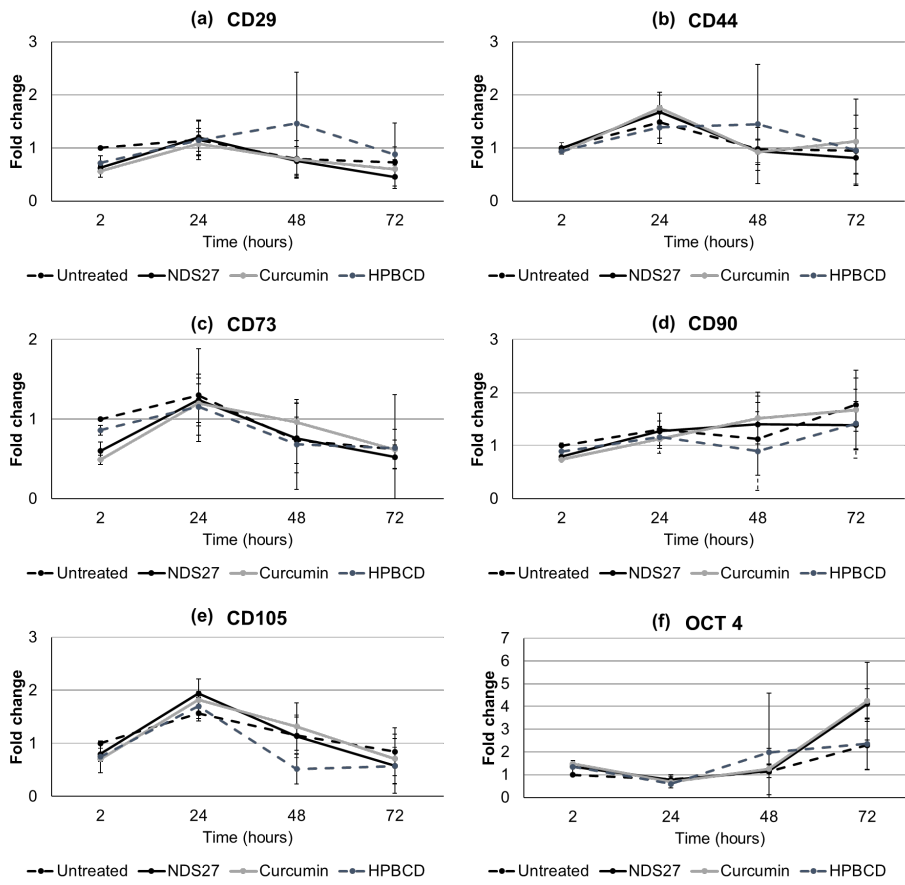 (a) CD29
Fold change
3
2
1
0
2 24 48 72
Time (hours)
Untreated NDS27 Curcumin HPBCD
(b) CD44
Fold change
3
2
1
0
2 24 48 72
Time (hours)
Untreated NDS27 Curcumin HPBCD
(c) CD73
Fold change
2
1
0
2 24 48 72
Time (hours)
Untreated NDS27 Curcumin HPBCD
(d) CD90
Fold change
3
2
1
0
2 24 48 72
Time (hours)
Untreated NDS27 Curcumin HPBCD
(e) CD105
Fold change
3
2
1
0
2 24 48 72
Time (hours)
Untreated NDS27 Curcumin HPBCD
(f) OCT 4
Fold change
7
6
5
4
3
2
1
0
2 24 48 72
Time (hours)
Untreated NDS27 Curcumin HPBCD